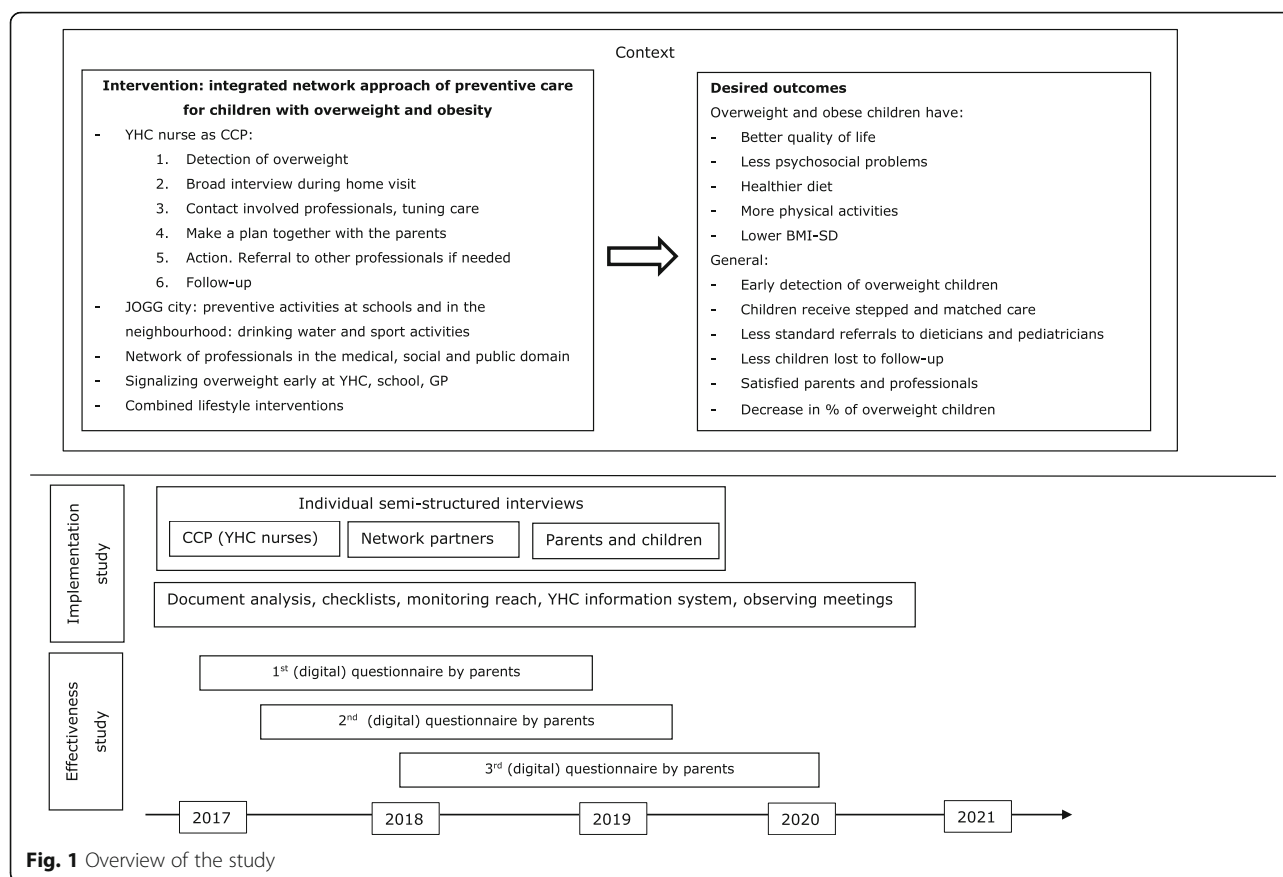 Context
Intervention: integrated network approach of preventive care
for children with overweight and obesity
- YHC nurse as CCP:
1. Detection of overweight
2. Broad interview during home visit
3. Contact involved professionals, tuning care
4. Make a plan together with the parents
5. Action. Referral to other professionals if needed
6. Follow-up
- JOGG city: preventive activities at schools and in the
neighbourhood: drinking water and sport activities
- Network of professionals in the medical, social and public domain
- Signalizing overweight early at YHC, school, GP
- Combined lifestyle interventions
Desired outcomes
Overweight and obese children have:
- Better quality of life
- Less psychosocial problems
- Healthier diet
- More physical activities
- Lower BMI-SD
General:
- Early detection of overweight children
- Children receive stepped and matched care
- Less standard referrals to dieticians and pediatricians
- Less children lost to follow-up
- Satisfied parents and professionals
- Decrease in % of overweight children
Implementation
study
Individual semi-structured interviews
CCP (YHC nurses)
Network partners
Parents and children
Document analysis, checklists, monitoring reach, YHC information system, observing meetings
Effectiveness
study
1st (digital) questionnaire by parents
2nd (digital) questionnaire by parents
3rd (digital) questionnaire by parents
2017
2018
2019
2020
2021
Fig. 1 Overview of the study